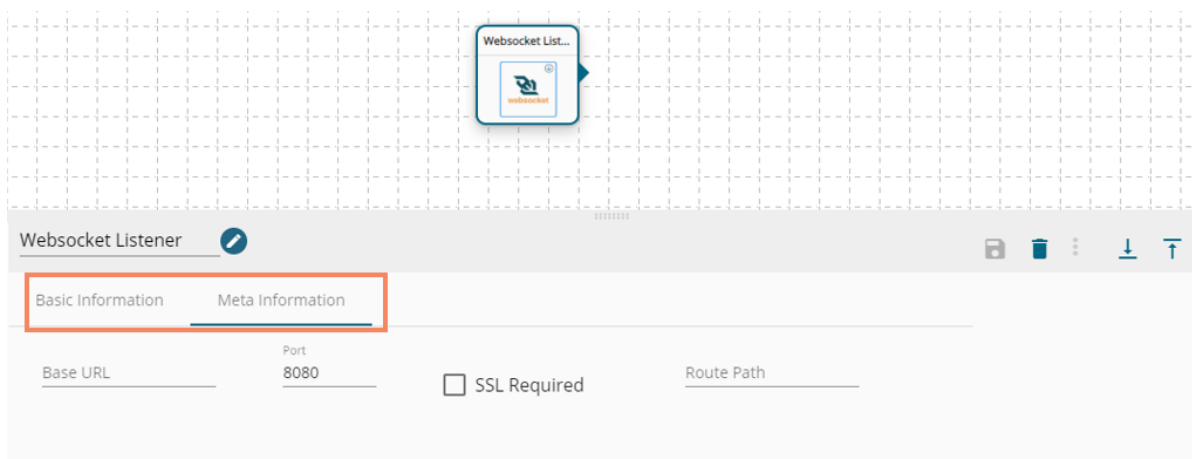 Websocket List...
websocket
Websocket Listener
Basic Information Meta Information
Port
Base URL 8080 SSL Required Route Path